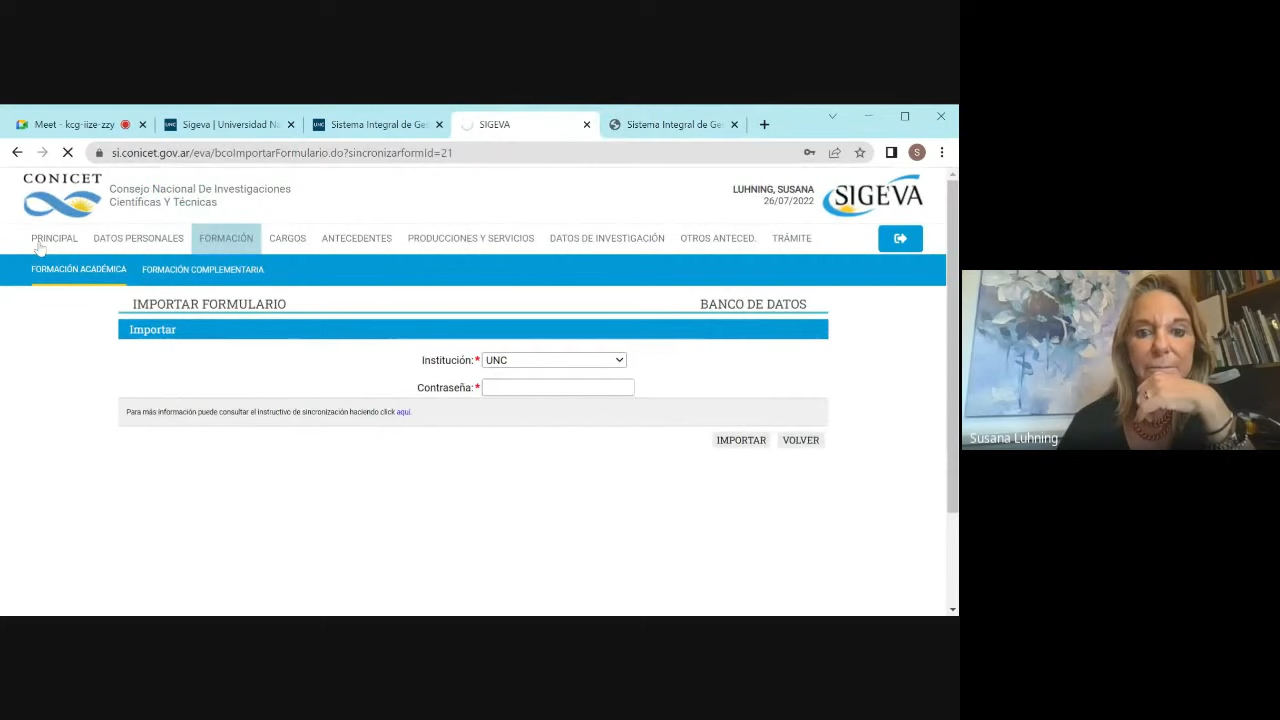 Meet - kcg-iize-zzy
Sigeva | Universidad Na
Sistema Integral de Ges
SIGEVA
Sistema Integral de Ges
si.conicet.gov.ar/eva/bcoImportarFormulario.do?sincronizarformId=21
S
CONICET
Consejo Nacional De Investigaciones
Científicas Y Técnicas
LUHNING, SUSANA
26/07/2022
SIGEVA
PRINCIPAL DATOS PERSONALES FORMACIÓN CARGOS ANTECEDENTES PRODUCCIONES Y SERVICIOS DATOS DE INVESTIGACIÓN OTROS ANTECED. TRÁMITE
FORMACIÓN ACADÉMICA FORMACIÓN COMPLEMENTARIA
IMPORTAR FORMULARIO BANCO DE DATOS
Importar
Institución:* UNC
Contraseña:*
Para más información puede consultar el instructivo de sincronización haciendo click aquí.
IMPORTAR VOLVER
Susana Luhning